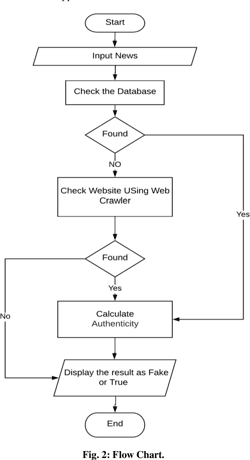 Start
Input News
Check the Database
Found
NO
Check Website USing Web
Crawler
Yes
Found
Yes
No
Calculate
Authenticity
Display the result as Fake
or True
End
Fig. 2: Flow Chart.